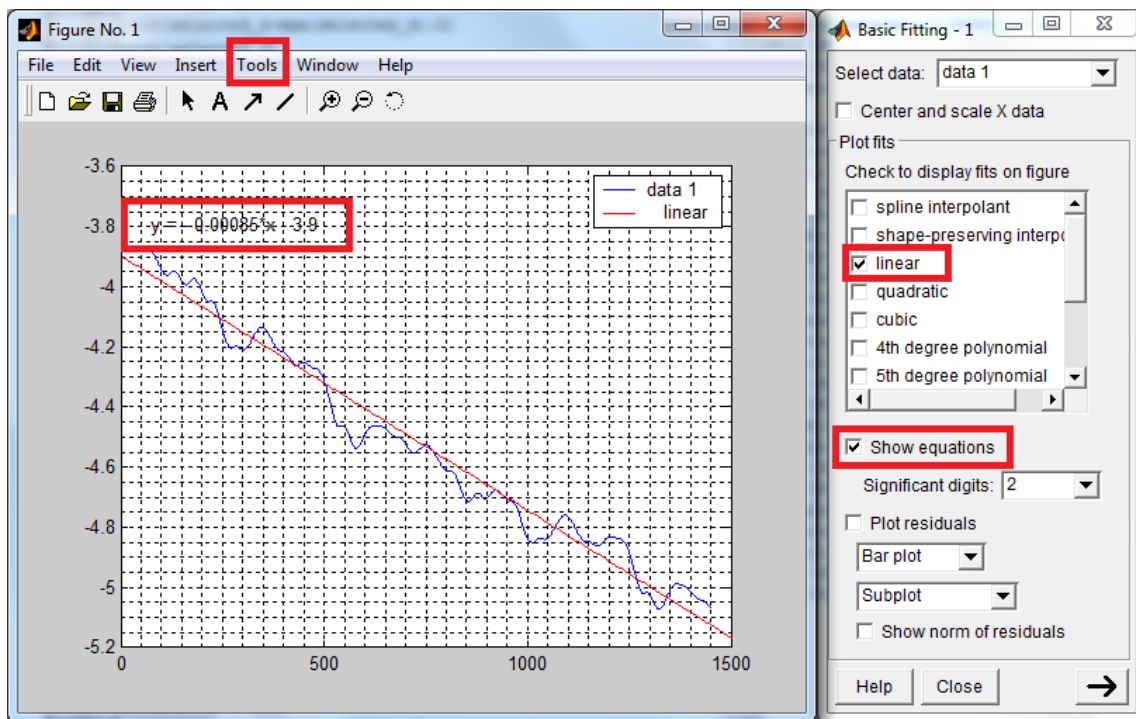 Figure No. 1
File Edit View Insert Tools Window Help
-3.6
-3.8
-4
-4.2
-4.4
-4.6
-4.8
-5
-5.2
0 500 1000 1500
y = - 0.00085*x - 3.9
data 1
linear
Basic Fitting - 1
Select data: data 1
Center and scale X data
Plot fits
Check to display fits on figure
spline interpolant
shape-preserving interpo
linear
quadratic
cubic
4th degree polynomial
5th degree polynomial
Show equations
Significant digits: 2
Plot residuals
Bar plot
Subplot
Show norm of residuals
Help Close